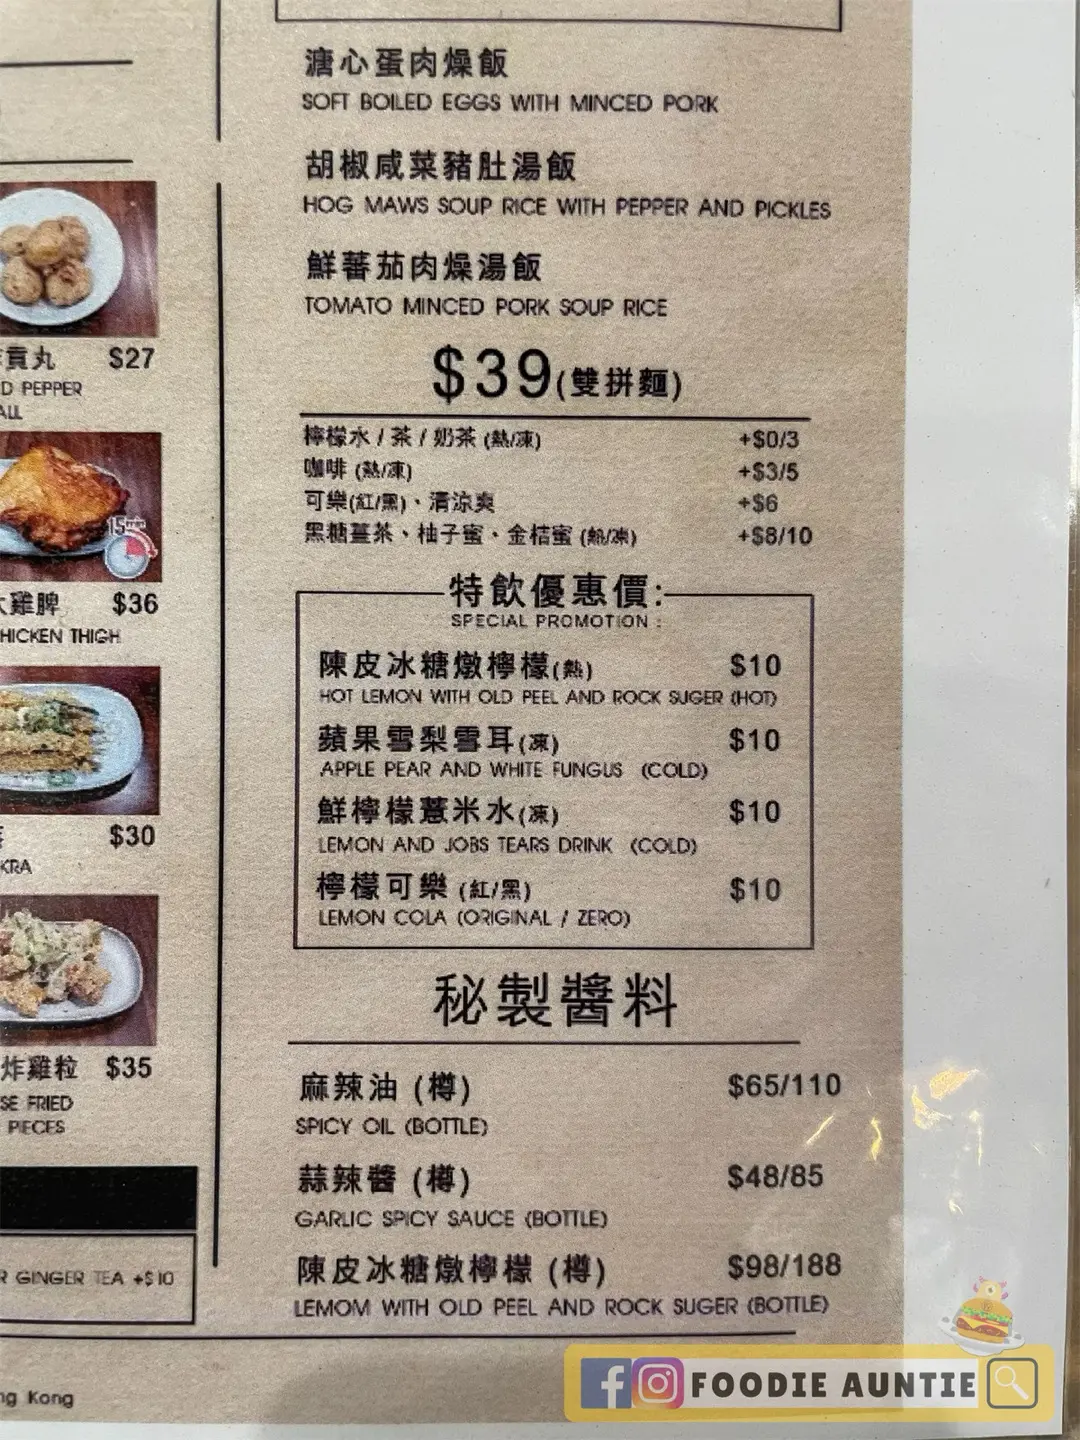 貢丸 $27
D PEPPER
ALL
雞脾 $36
HICKEN THIGH
15min
$30
KRA
炸雞粒 $35
SE FRIED
PIECES
R GINGER TEA +$10
ng Kong
溏心蛋肉燥飯
SOFT BOILED EGGS WITH MINCED PORK
胡椒咸菜豬肚湯飯
HOG MAWS SOUP RICE WITH PEPPER AND PICKLES
鮮蕃茄肉燥湯飯
TOMATO MINCED PORK SOUP RICE
$39(雙拼麵)
檸檬水 / 茶 / 奶茶 (熱/凍) +$0/3
咖啡 (熱/凍) +$3/5
可樂(紅/黑)、清涼爽 +$6
黑糖薑茶、柚子蜜、金桔蜜 (熱/凍) +$8/10
特飲優惠價:
SPECIAL PROMOTION :
陳皮冰糖燉檸檬(熱) $10
HOT LEMON WITH OLD PEEL AND ROCK SUGER (HOT)
蘋果雪梨雪耳(凍) $10
APPLE PEAR AND WHITE FUNGUS (COLD)
鮮檸檬薏米水(凍) $10
LEMON AND JOBS TEARS DRINK (COLD)
檸檬可樂 (紅/黑) $10
LEMON COLA (ORIGINAL / ZERO)
秘製醬料
麻辣油 (樽) $65/110
SPICY OIL (BOTTLE)
蒜辣醬 (樽) $48/85
GARLIC SPICY SAUCE (BOTTLE)
陳皮冰糖燉檸檬 (樽) $98/188
LEMOM WITH OLD PEEL AND ROCK SUGER (BOTTLE)
FOODIE AUNTIE